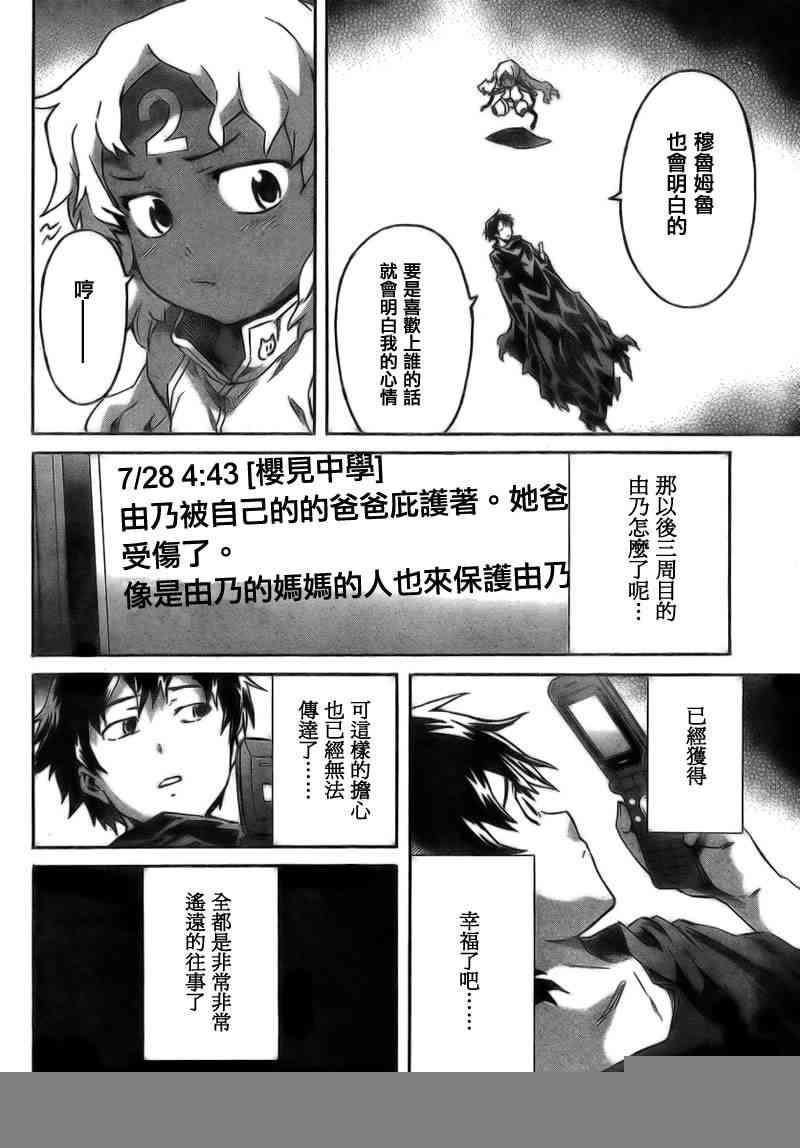 穆魯姆魯
也會明白的
要是喜歡上誰的話
就會明白我的心情
2
哼──
那以後三周目的
由乃怎麼了呢…
7/28 4:43 [櫻見中學]
由乃被自己的的爸爸庇護著。她爸
受傷了。
像是由乃的媽媽的人也來保護由乃
已經獲得
幸福了吧……
可這樣的擔心
也已經無法
傳達了……
全都是非常非常
遙遠的往事了